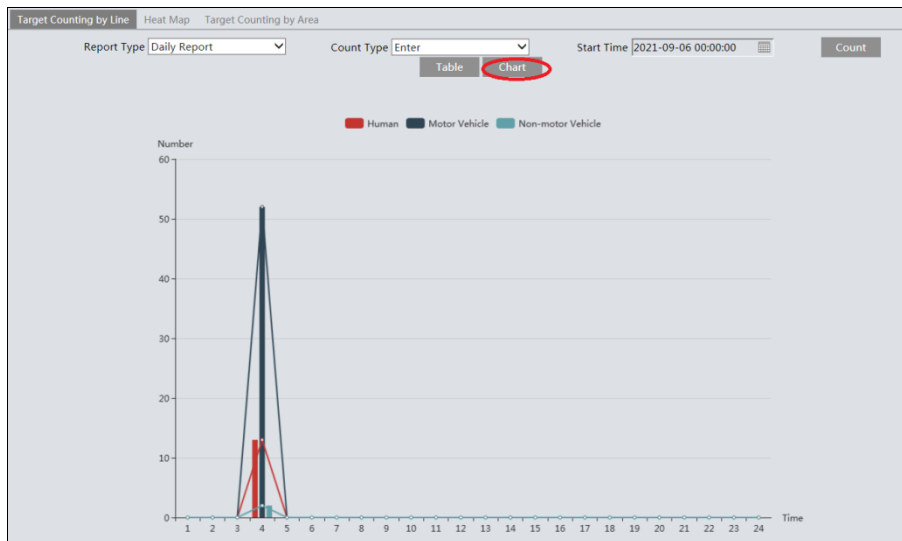 Target Counting by Line Heat Map Target Counting by Area
Report Type Daily Report Count Type Enter Start Time 2021-09-06 00:00:00 Count
Table Chart
Human Motor Vehicle Non-motor Vehicle
Number
60
50
40
30
20
10
0
1 2 3 4 5 6 7 8 9 10 11 12 13 14 15 16 17 18 19 20 21 22 23 24 Time